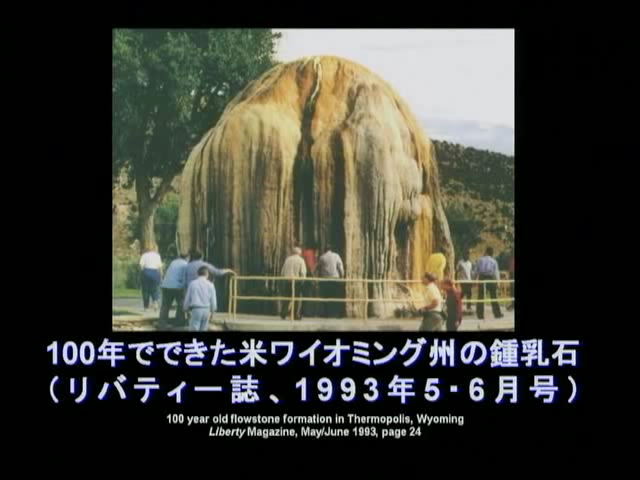 100年でできた米ワイオミング州の鍾乳石
（リバティー誌、1993年5・6月号）
100 year old flowstone formation in Thermopolis, Wyoming
Liberty Magazine, May/June 1993, page 24